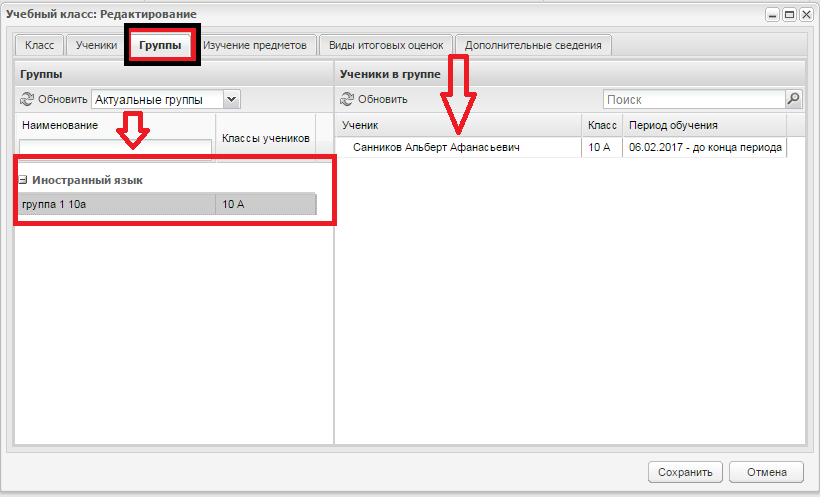 Учебный класс: Редактирование
Класс Ученики Группы Изучение предметов Виды итоговых оценок Дополнительные сведения
Группы
Обновить Актуальные группы
Наименование Классы учеников
Иностранный язык
группа 1 10а 10 А
Ученики в группе
Обновить Поиск
Ученик Класс Период обучения
Санников Альберт Афанасьевич 10 А 06.02.2017 - до конца периода
Сохранить Отмена